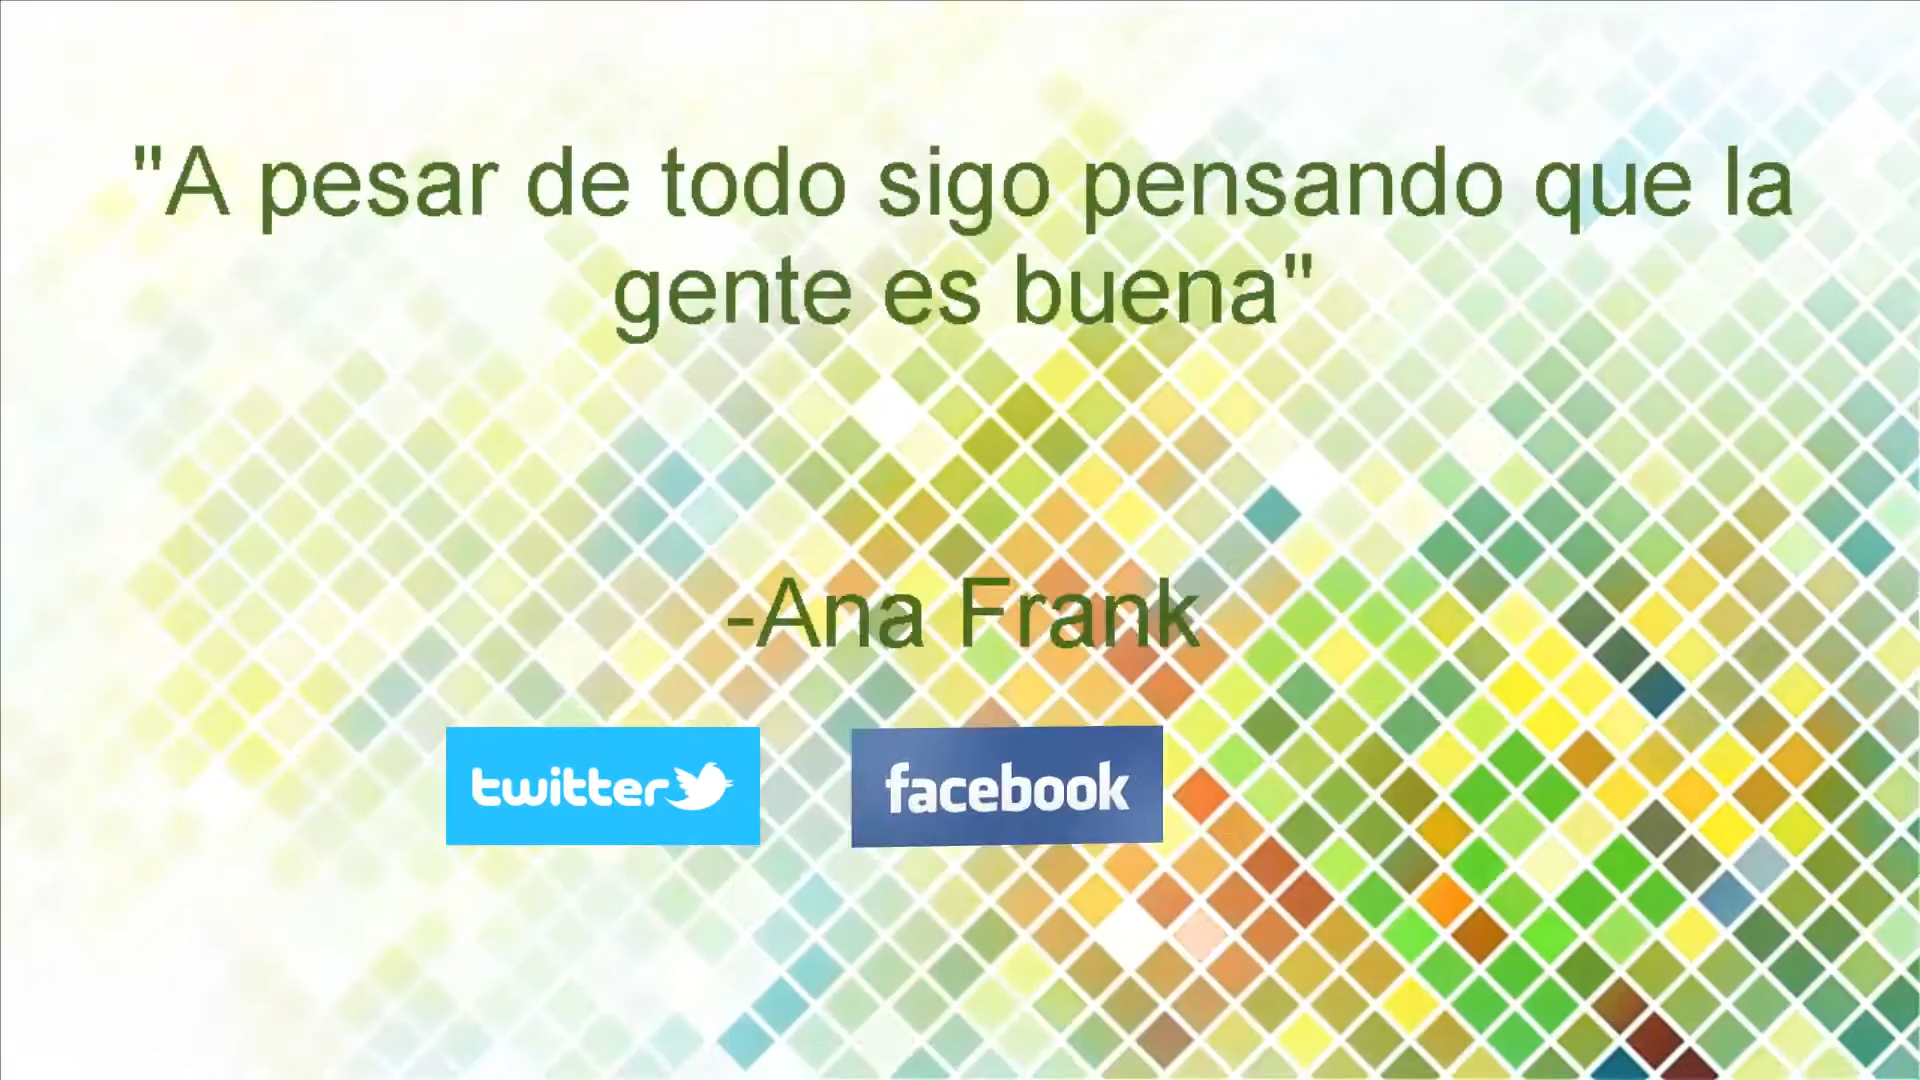 "A pesar de todo sigo pensando que la
gente es buena"
-Ana Frank
twitter
facebook